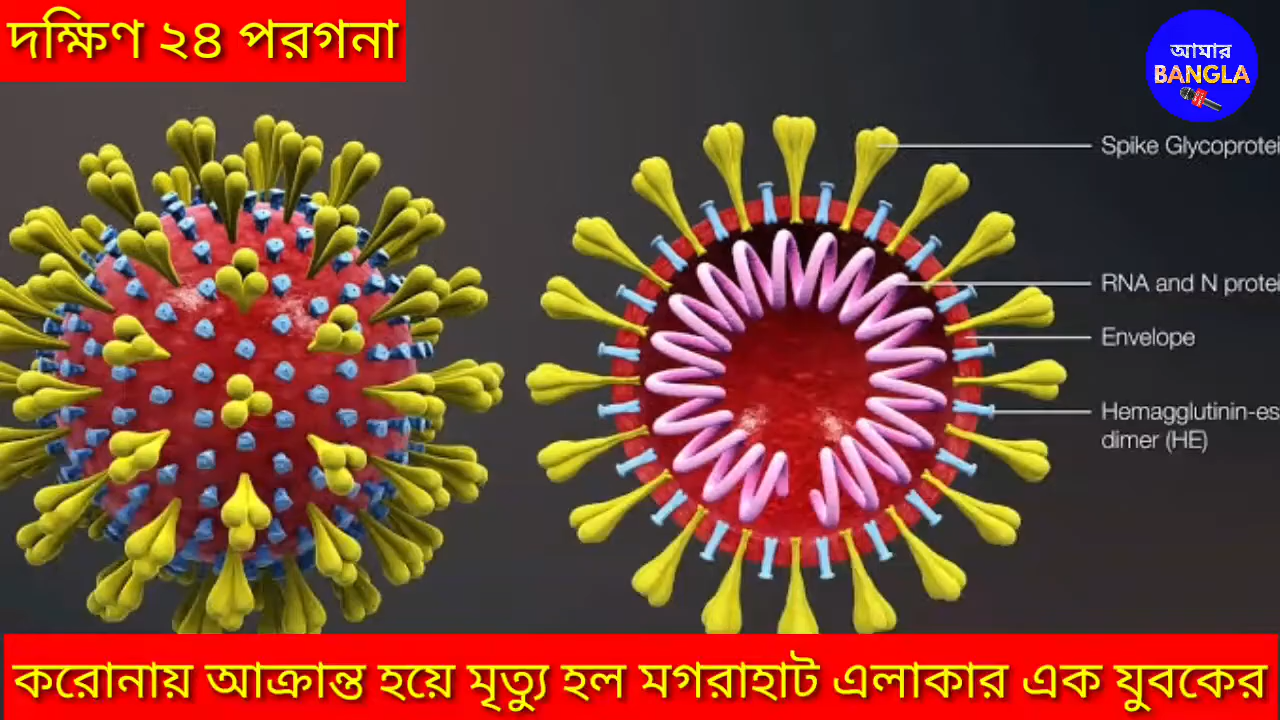 দক্ষিণ ২৪ পরগনা
আমার
BANGLA
Spike Glycoprotei
RNA and N protei
Envelope
Hemagglutinin-es
dimer (HE)
করোনায় আক্রান্ত হয়ে মৃত্যু হল মগরাহাট এলাকার এক যুবকের